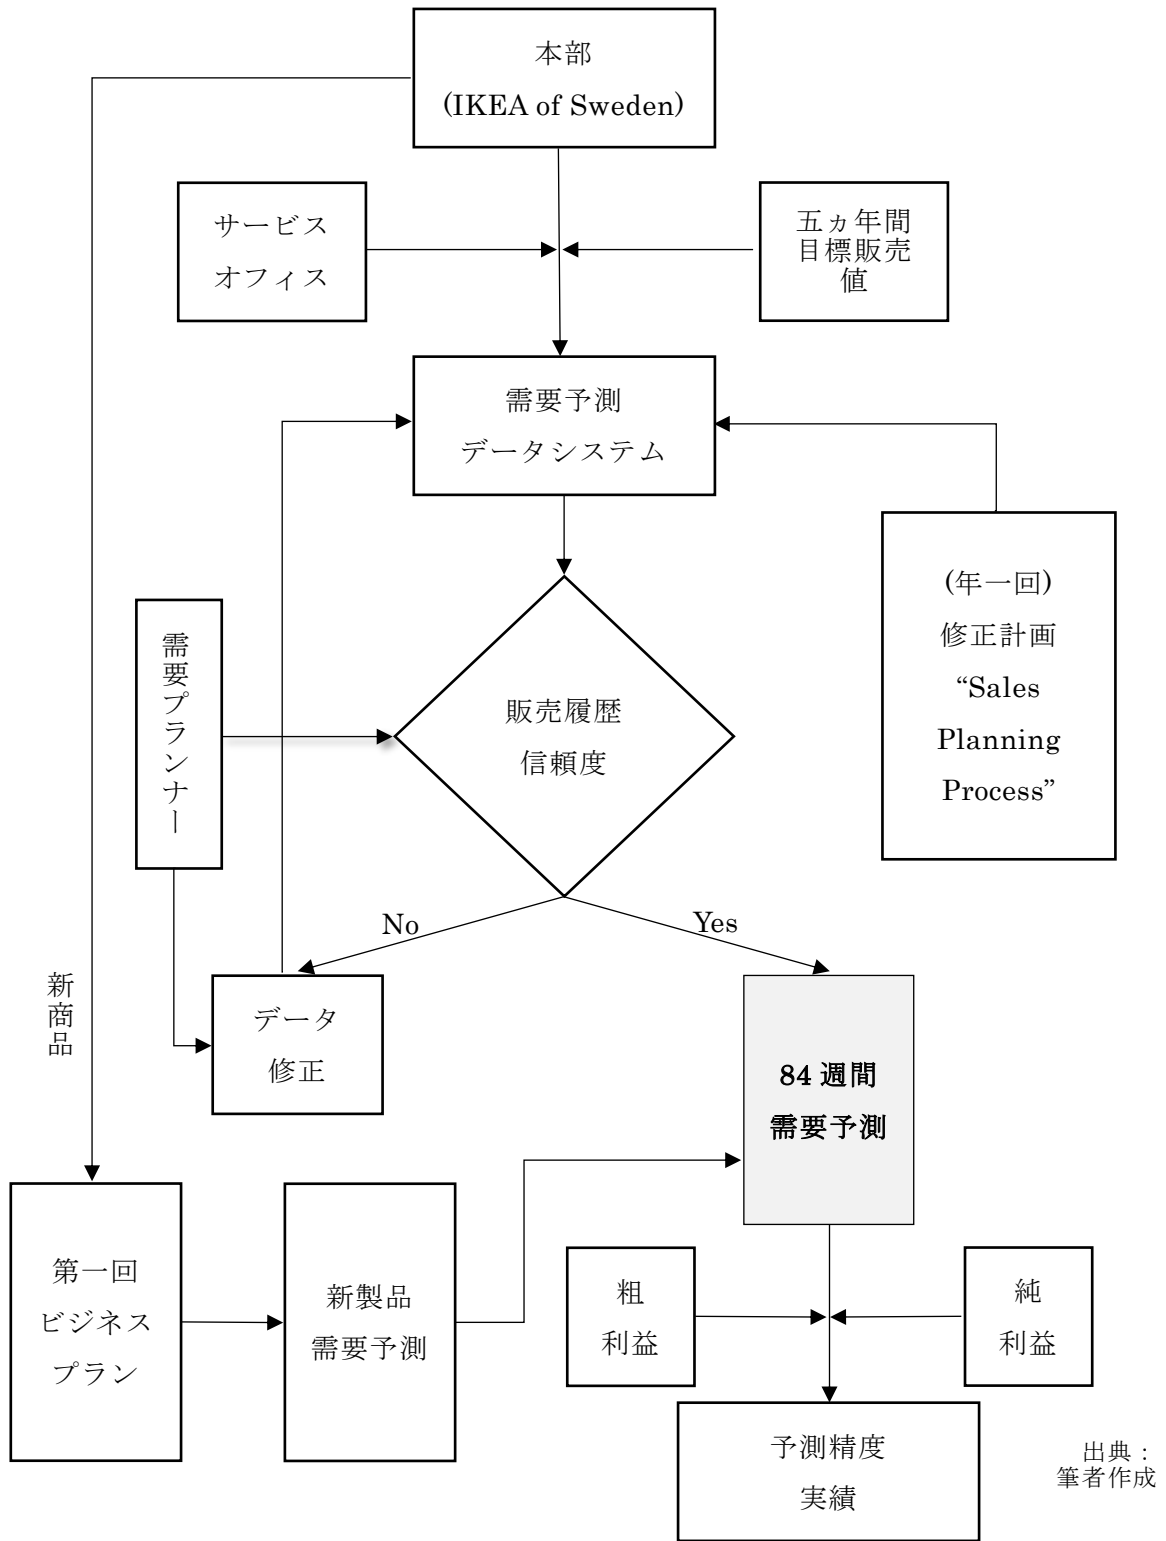 本部
(IKEA of Sweden)
サービス
オフィス
五ヵ年間
目標販売
値
需要予測
データシステム
(年一回)
修正計画
“Sales
Planning
Process”
需要プランナー
販売履歴
信頼度
No
Yes
新商品
データ
修正
84 週間
需要予測
第一回
ビジネス
プラン
新製品
需要予測
粗
利益
純
利益
予測精度
実績
出典：
筆者作成